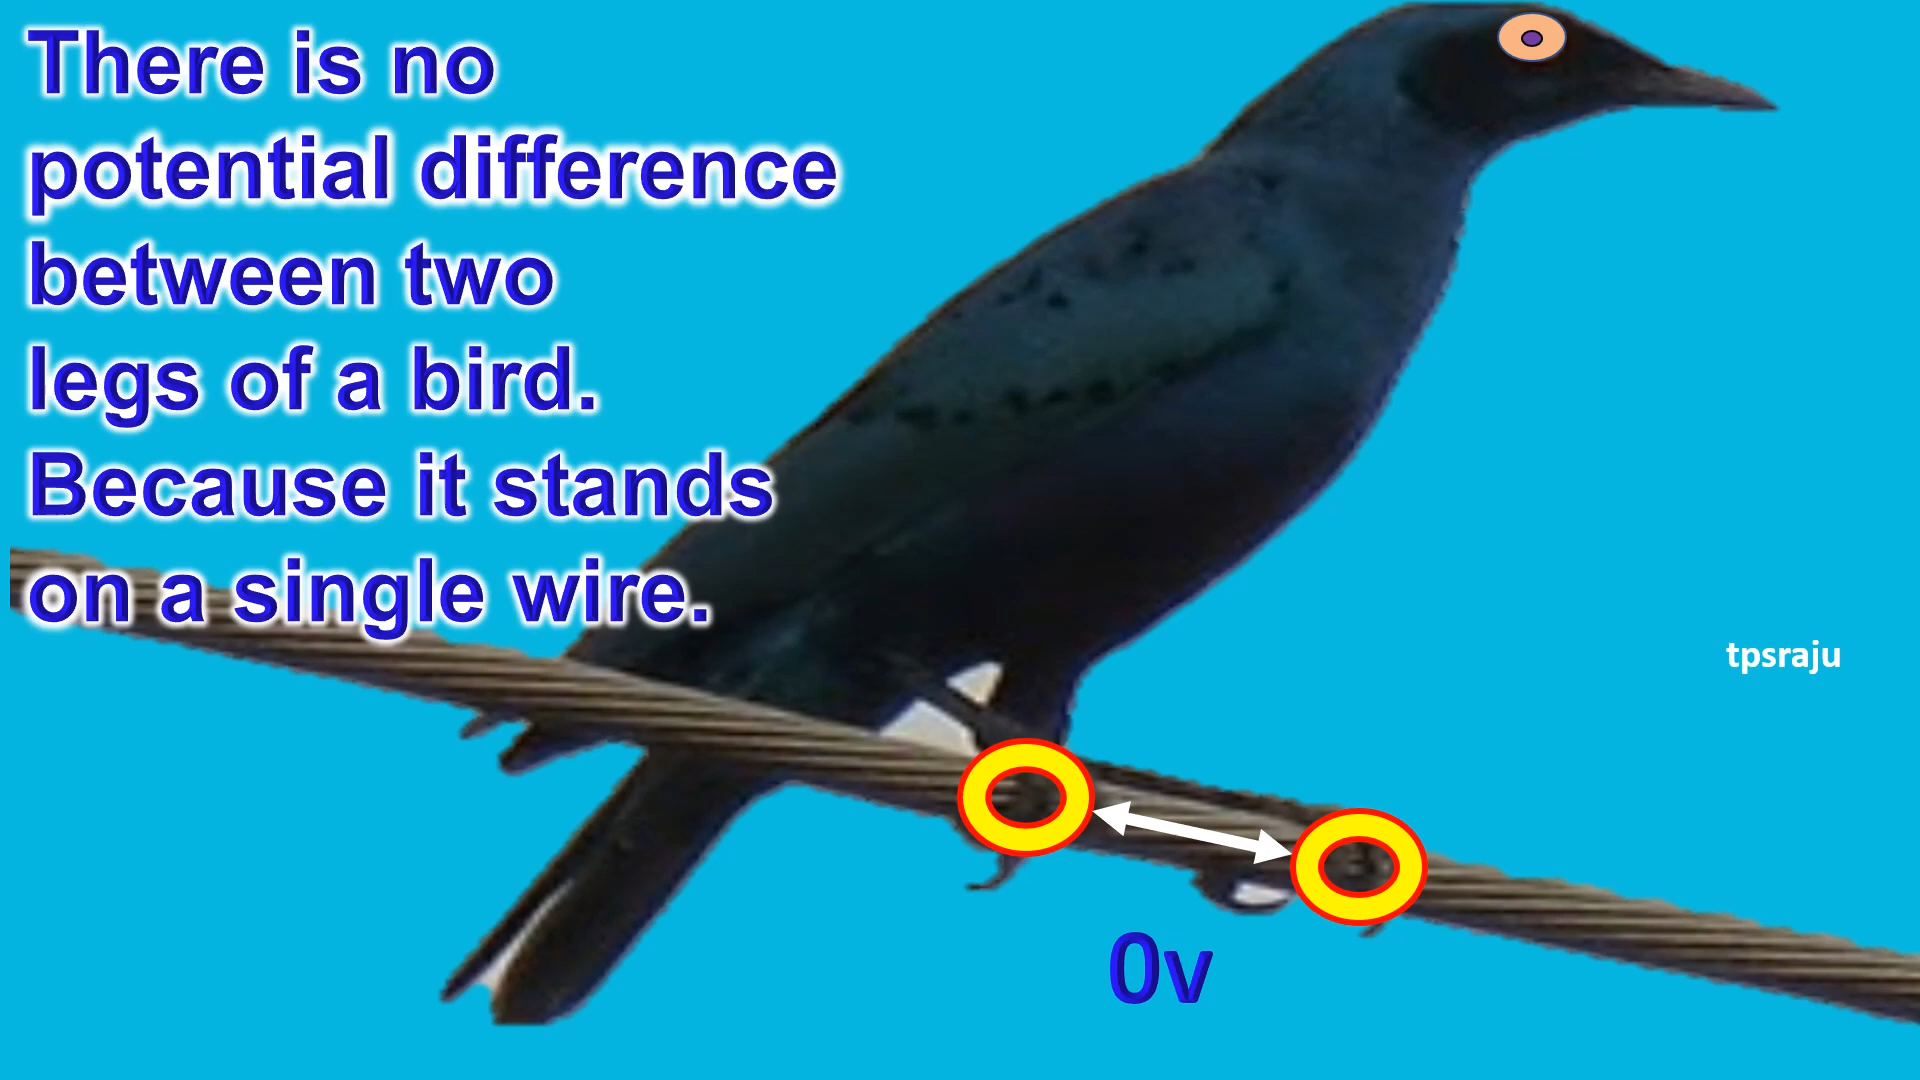 There is no
potential difference
between two
legs of a bird.
Because it stands
on a single wire.
tpsraju
0v